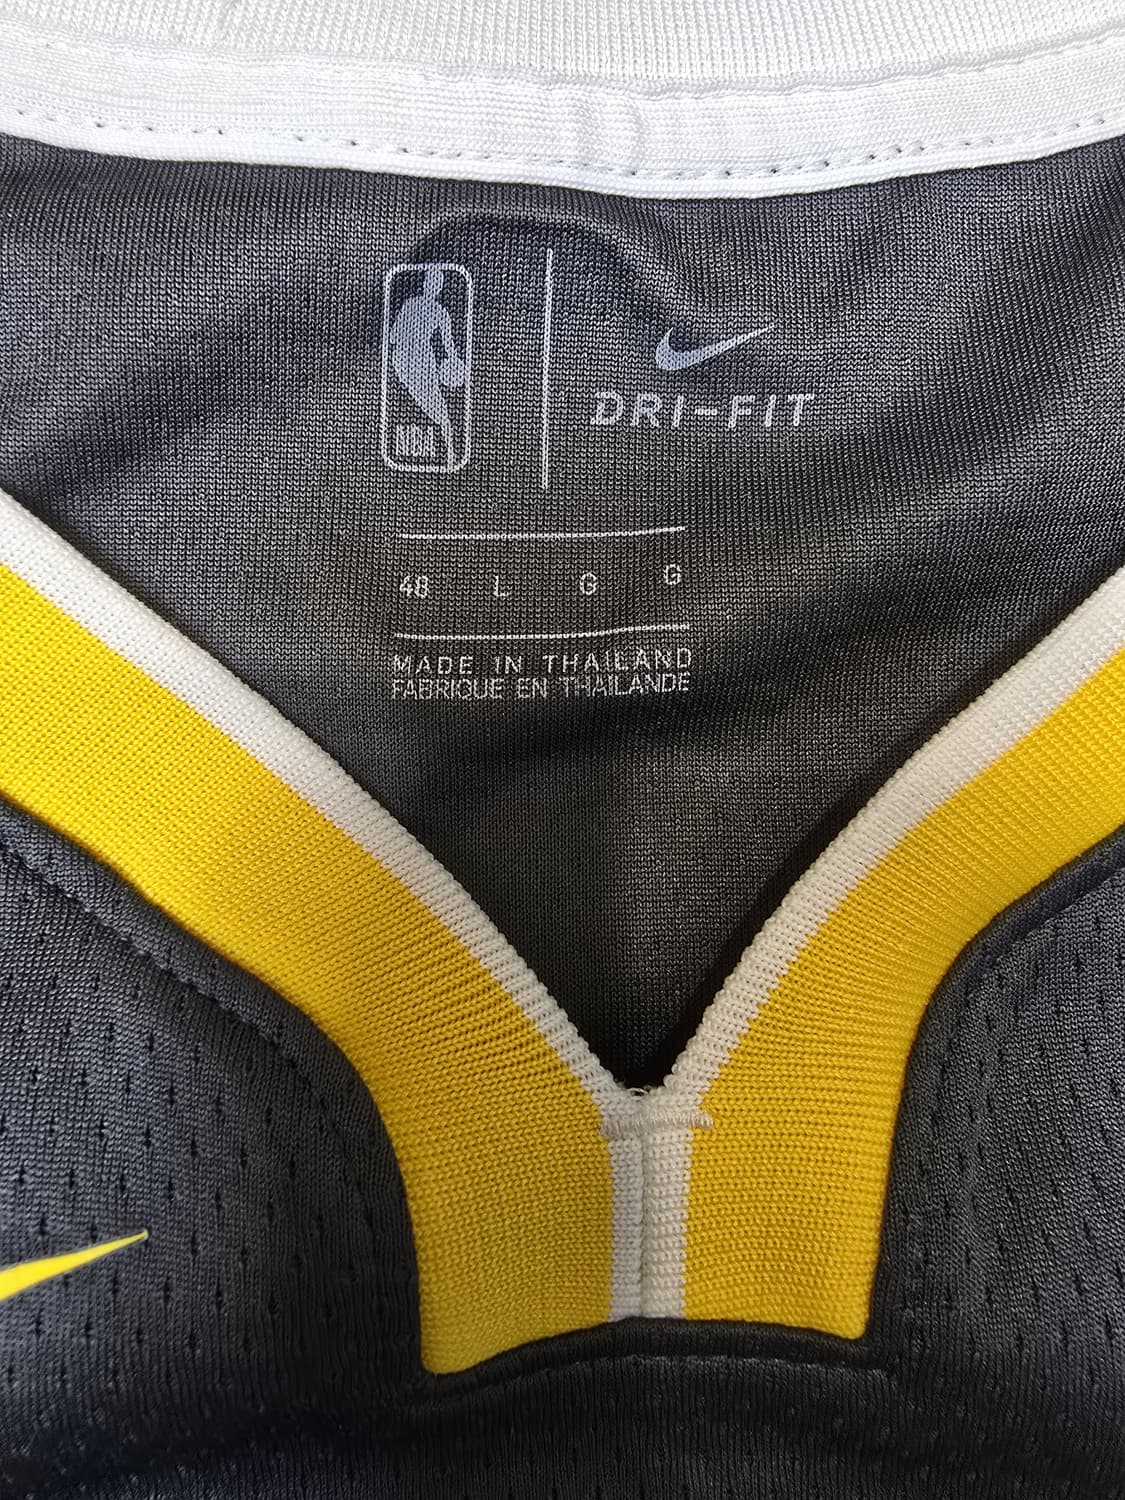 NBA
DRI-FIT
48 L G G
MADE IN THAILAND
FABRIQUE EN THAILANDE